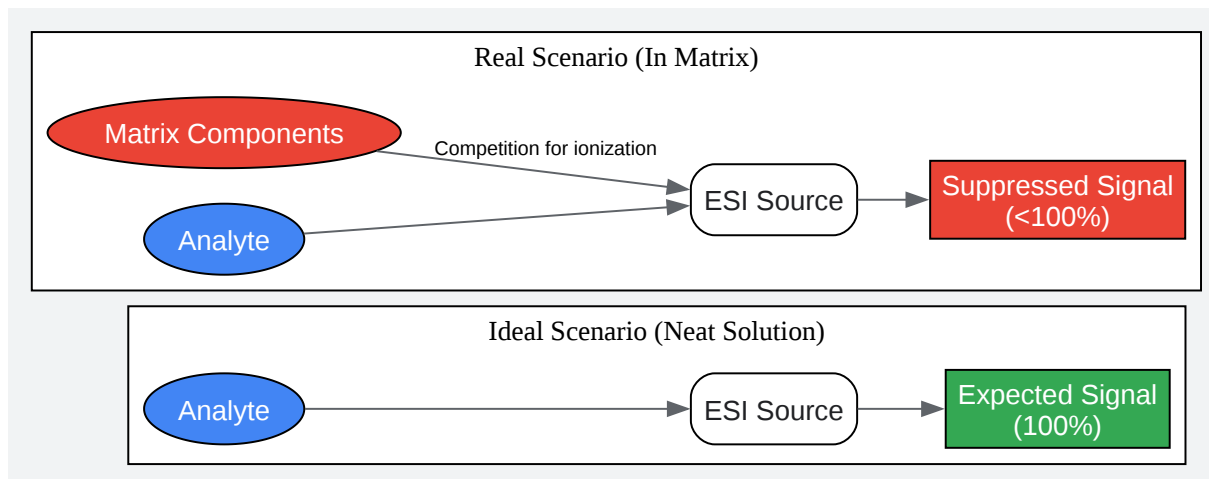 Real Scenario (In Matrix)
Matrix Components
Competition for ionization
Analyte
ESI Source
Suppressed Signal
(<100%)
Ideal Scenario (Neat Solution)
Analyte
ESI Source
Expected Signal
(100%)